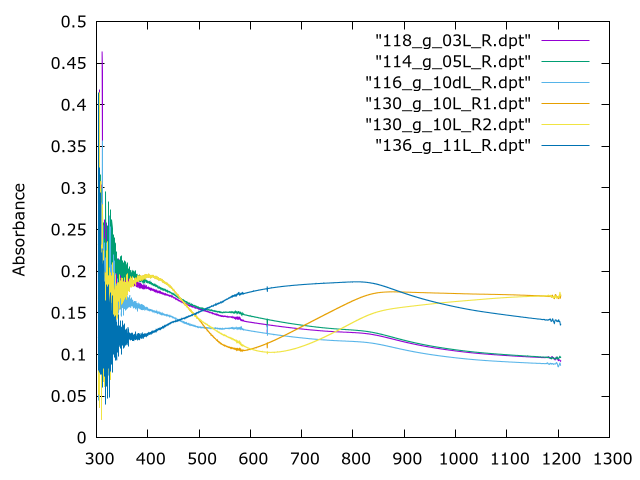 0.5
0.45
0.4
0.35
0.3
0.25
0.2
0.15
0.1
0.05
0
Absorbance
"118_g_03L_R.dpt"
"114_g_05L_R.dpt"
"116_g_10dL_R.dpt"
"130_g_10L_R1.dpt"
"130_g_10L_R2.dpt"
"136_g_11L_R.dpt"
300 400 500 600 700 800 900 1000 1100 1200 1300